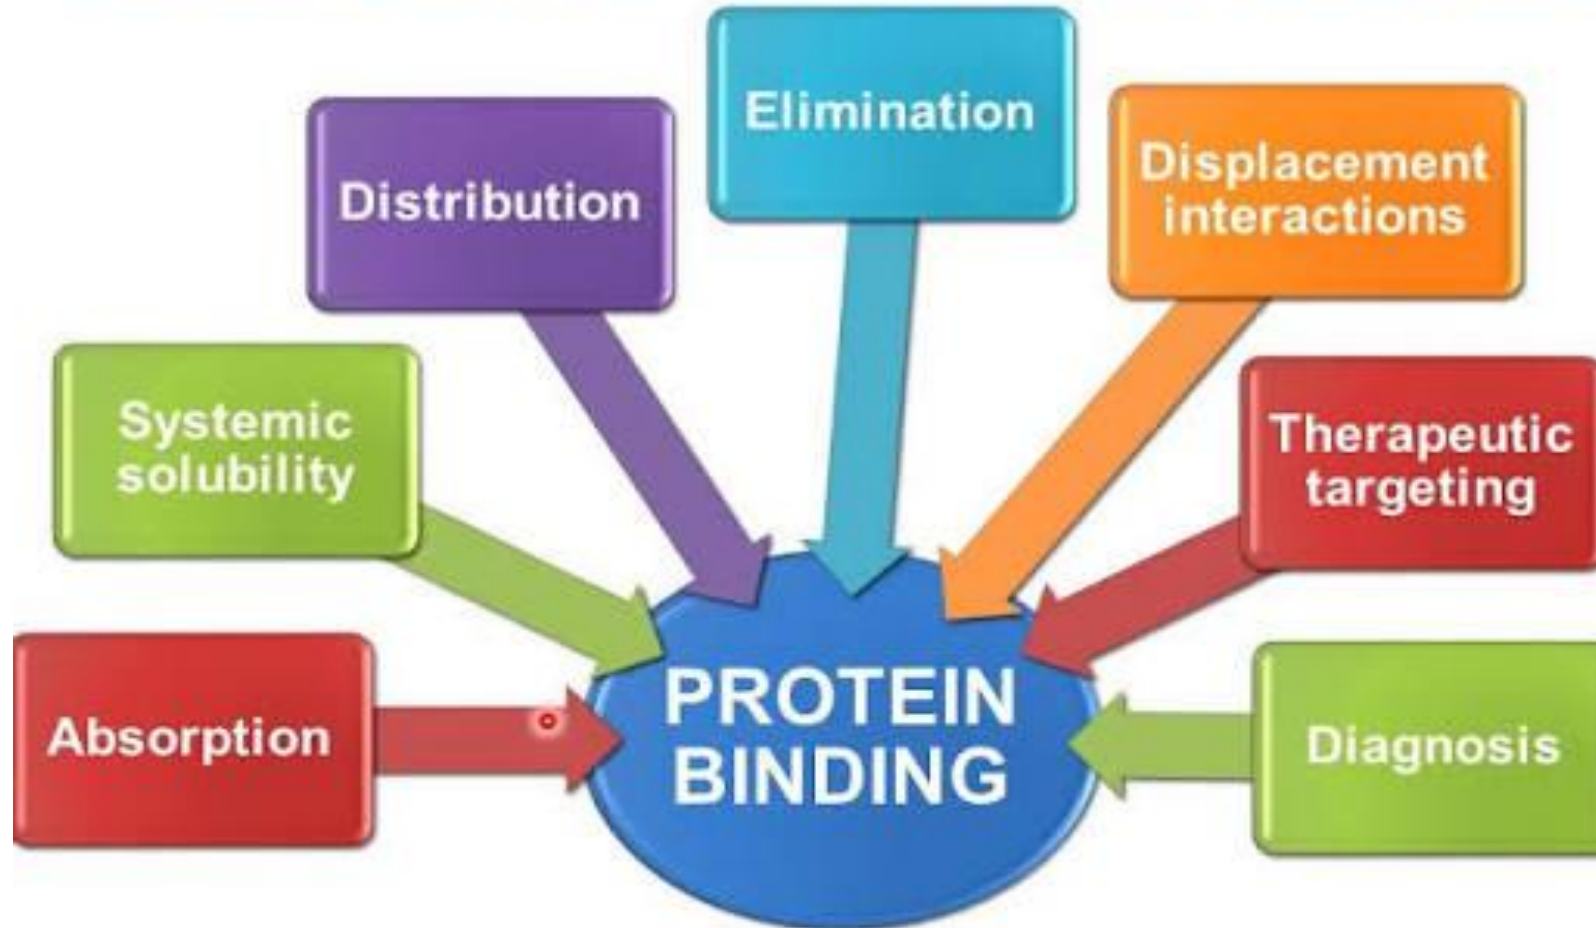 Elimination
Displacement
interactions
Distribution
Systemic
solubility
Therapeutic
targeting
PROTEIN
BINDING
Absorption
Diagnosis